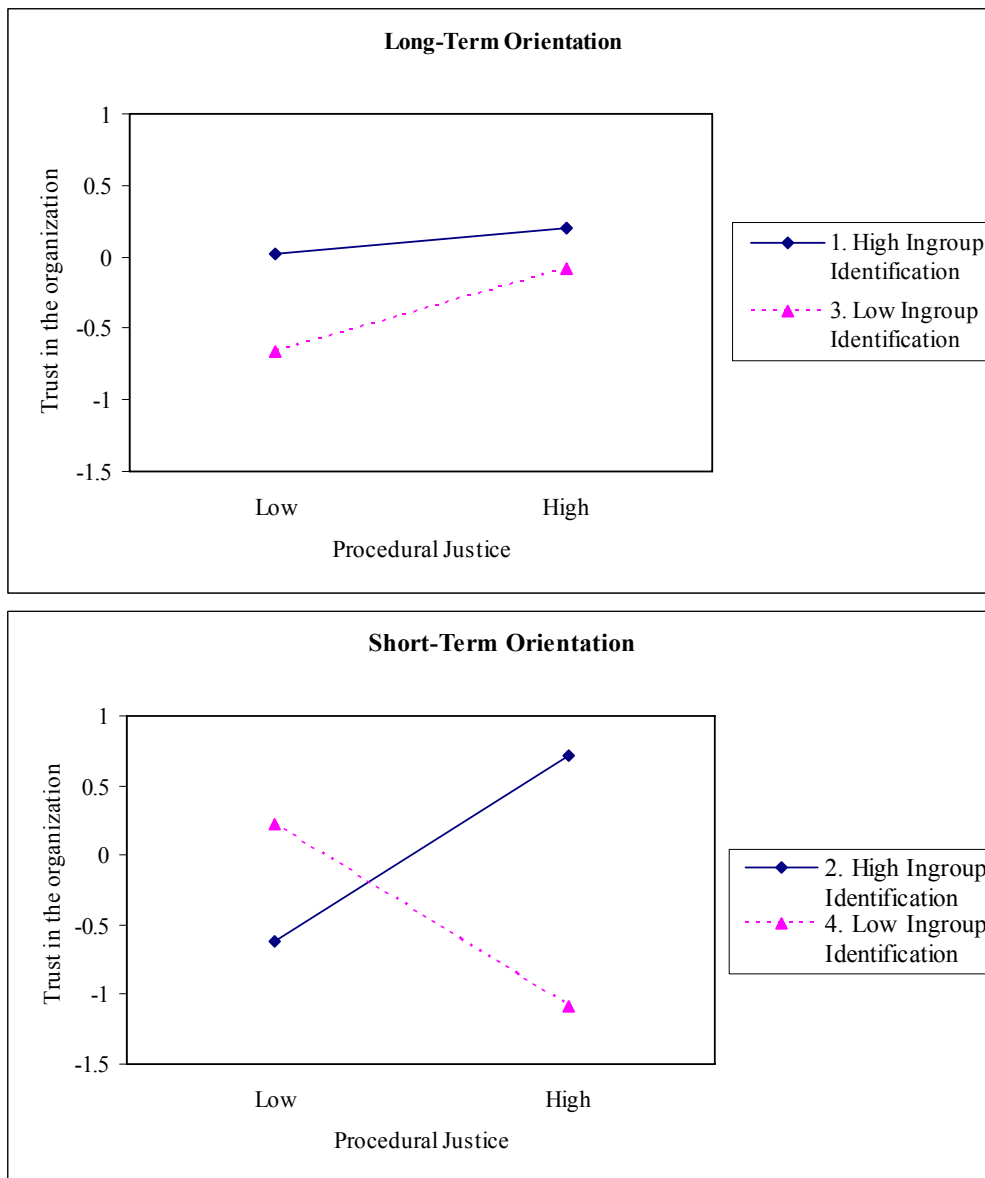 Long-Term Orientation
1
0.5
0
-0.5
-1
-1.5
Trust in the organization
Low
High
Procedural Justice
1. High Ingroup
Identification
3. Low Ingroup
Identification
Short-Term Orientation
1
0.5
0
-0.5
-1
-1.5
Trust in the organization
Low
High
Procedural Justice
2. High Ingroup
Identification
4. Low Ingroup
Identification